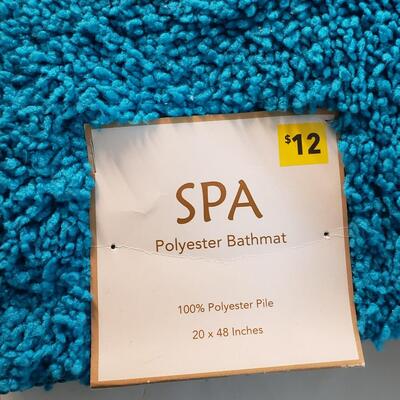 $12
SPA
Polyester Bathmat
100% Polyester Pile
20 x 48 Inches